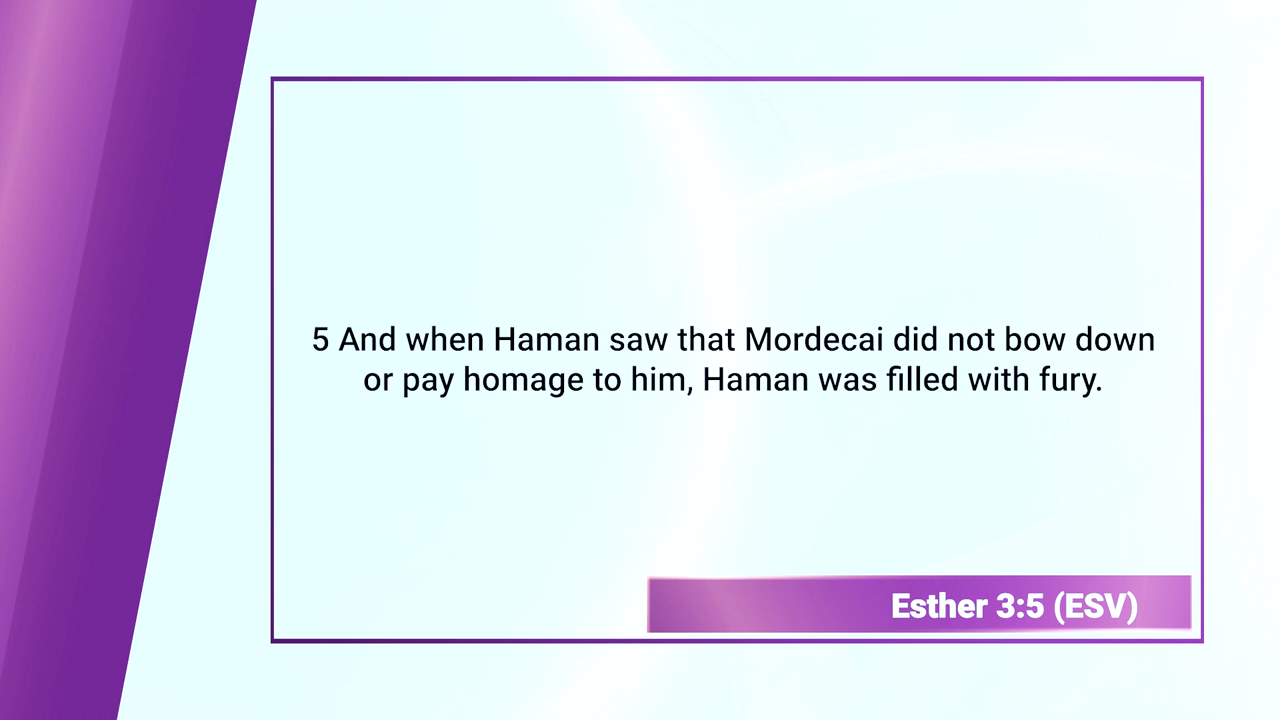 5 And when Haman saw that Mordecai did not bow down
or pay homage to him, Haman was filled with fury.
Esther 3:5 (ESV)